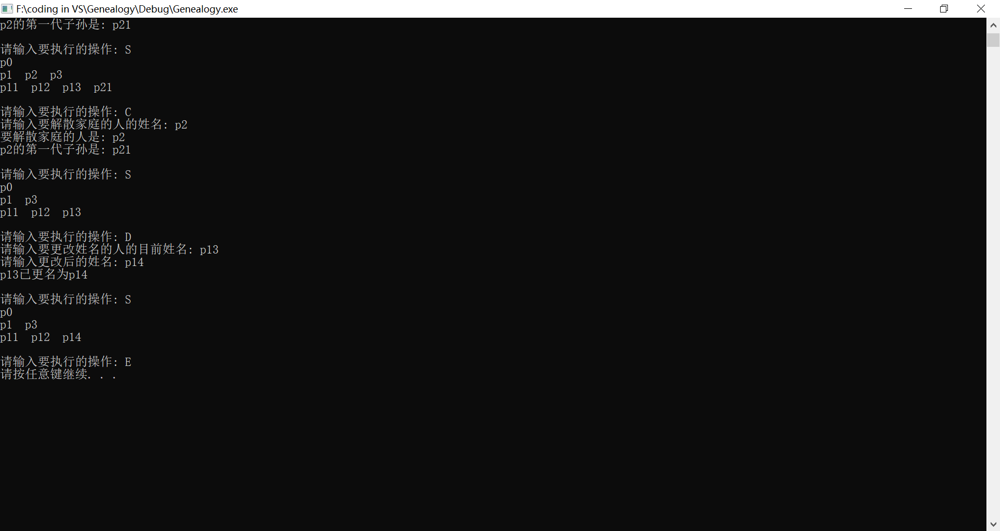 F:\coding in VS\Genealogy\Debug\Genealogy.exe
p2的第一代子孙是: p21
请输入要执行的操作: S
p0
p1  p2  p3
p11  p12  p13  p21
请输入要执行的操作: C
请输入要解散家庭的人的姓名: p2
要解散家庭的人是: p2
p2的第一代子孙是: p21
请输入要执行的操作: S
p0
p1  p3
p11  p12  p13
请输入要执行的操作: D
请输入要更改姓名的人的目前姓名: p13
请输入更改后的姓名: p14
p13已更名为p14
请输入要执行的操作: S
p0
p1  p3
p11  p12  p14
请输入要执行的操作: E
请按任意键继续. . .